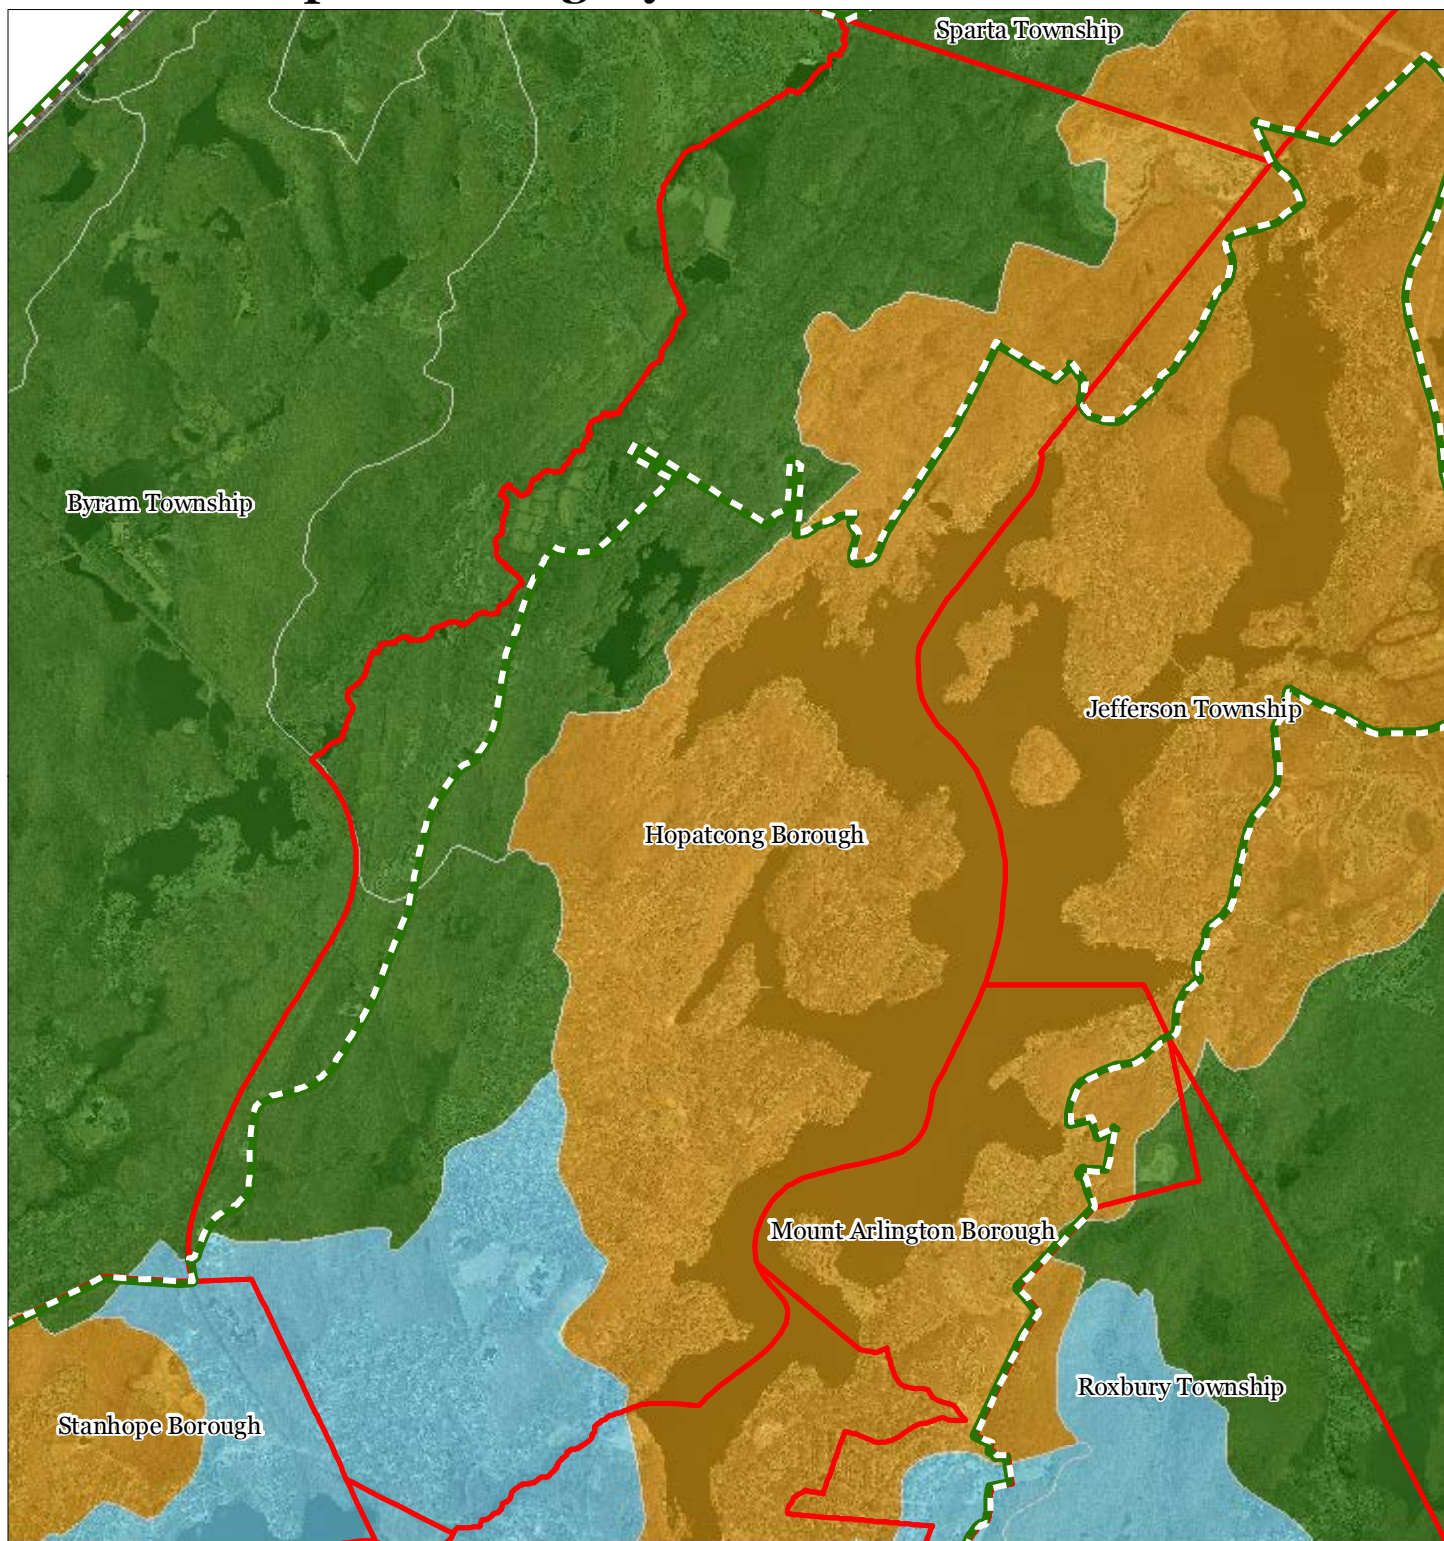 Sparta Township
Byram Township
Jefferson Township
Hopatcong Borough
Mount Arlington Borough
Roxbury Township
Stanhope Borough